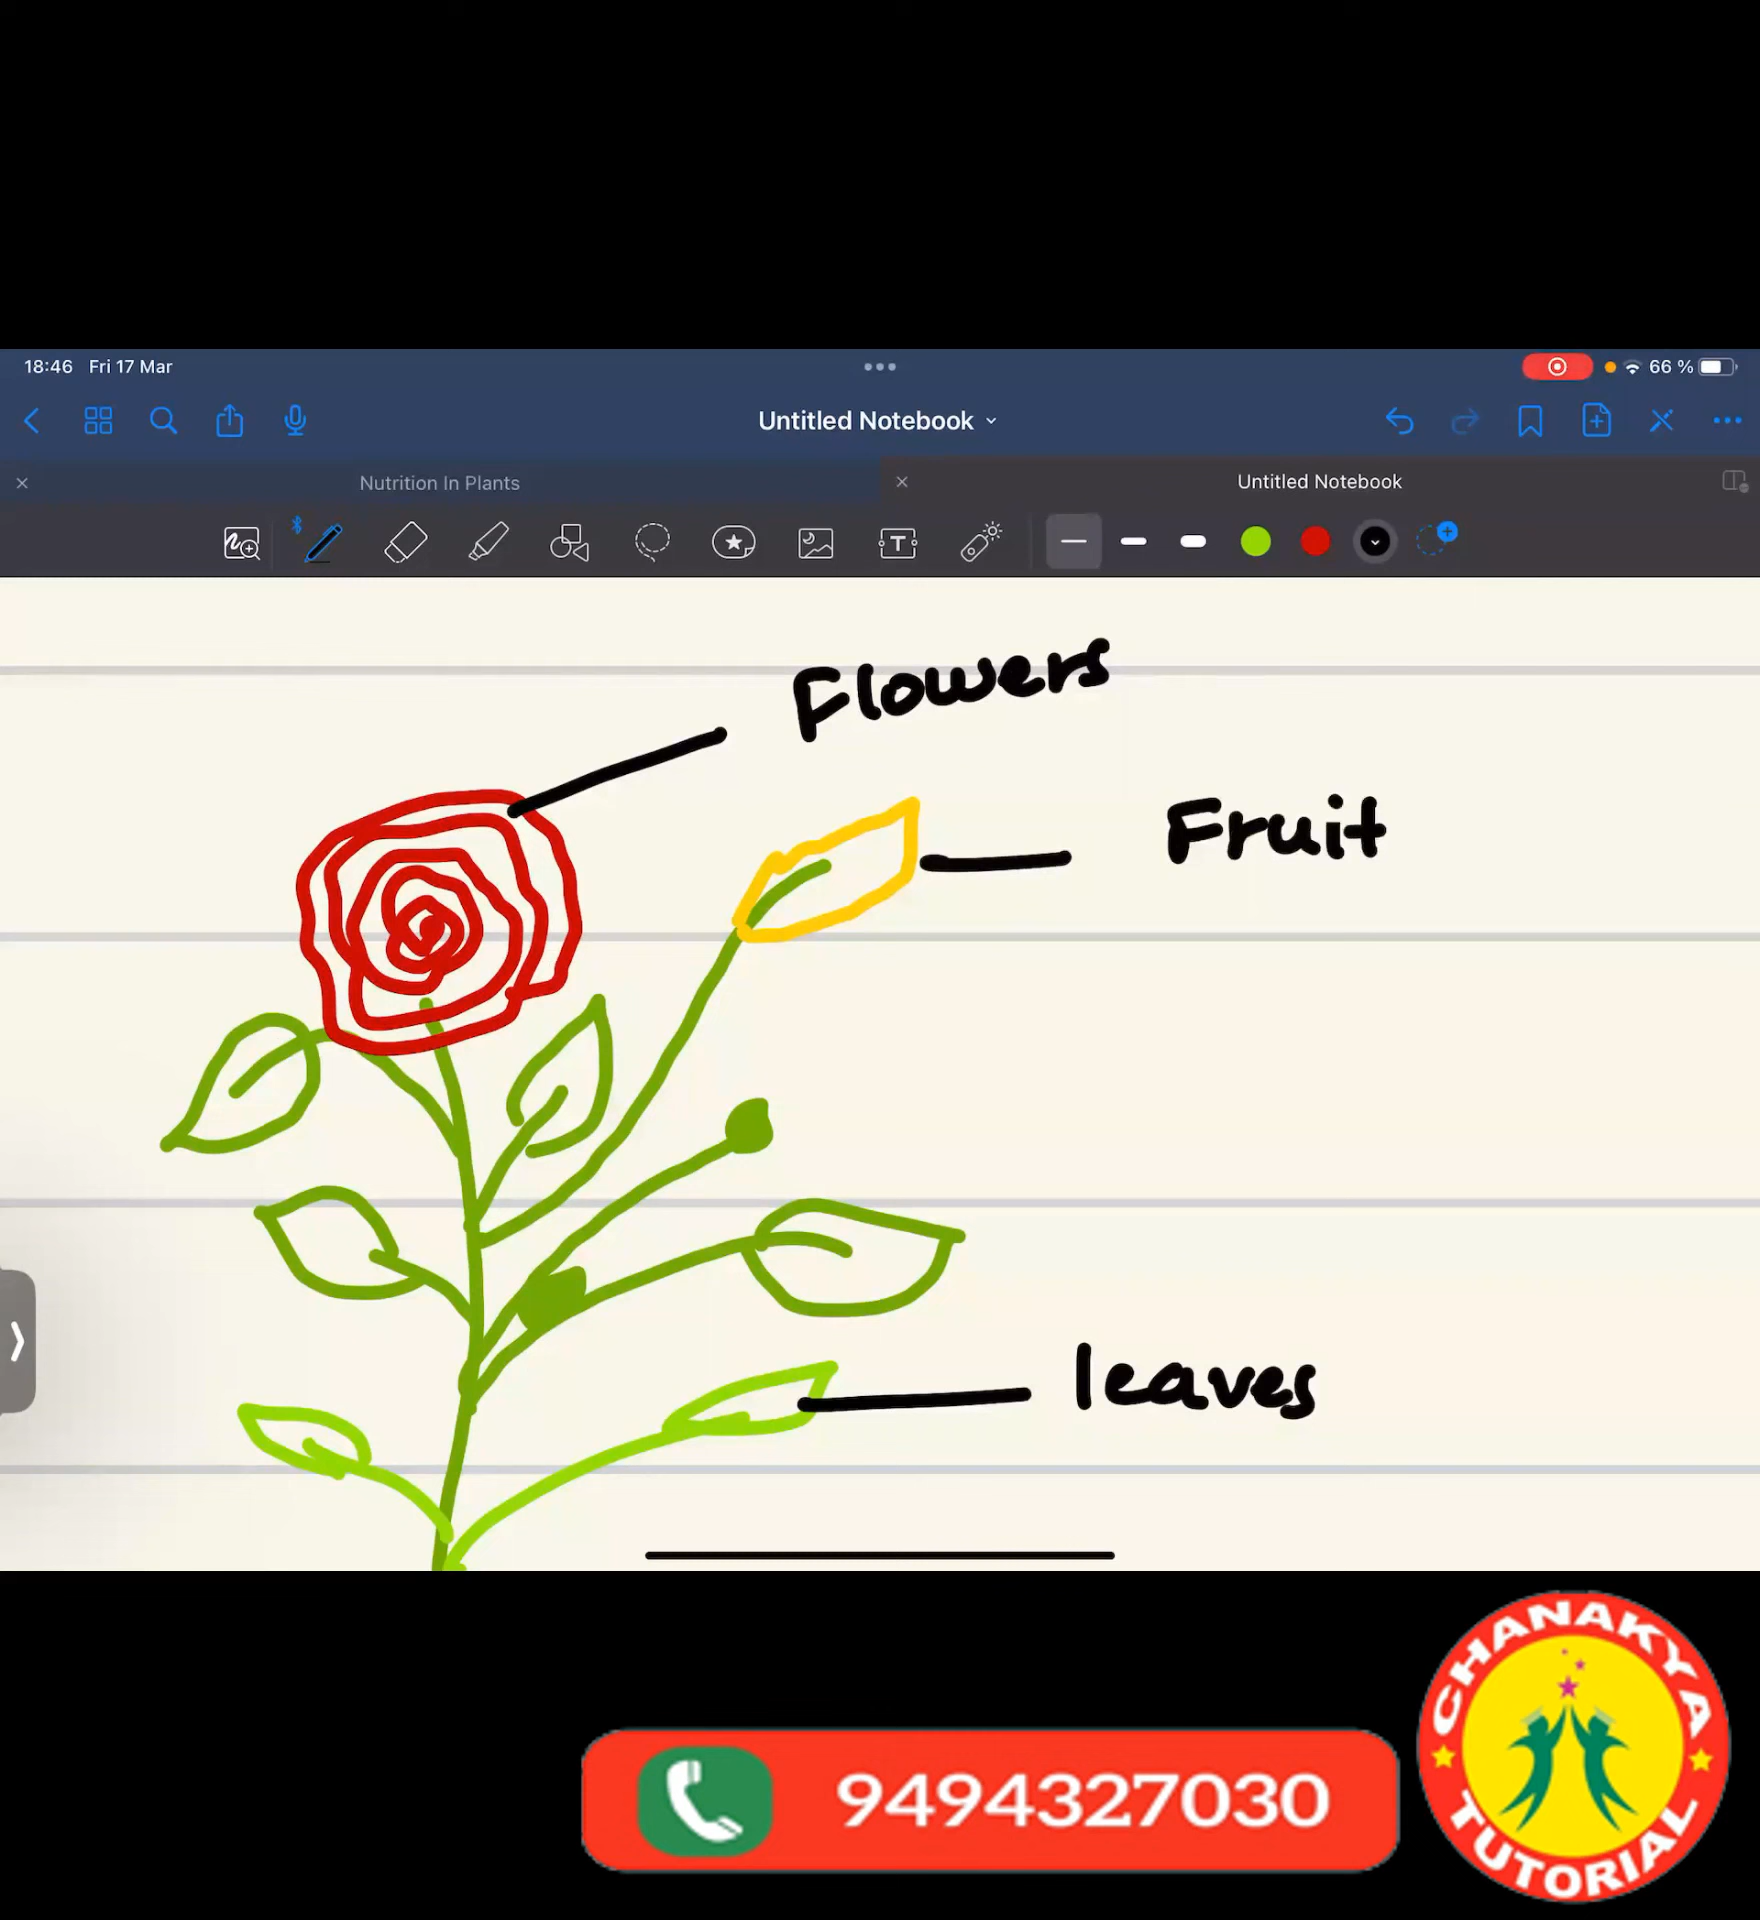 18:46 Fri 17 Mar
66 %
Untitled Notebook
Nutrition In Plants
Untitled Notebook
T
Flowers
Fruit
leaves
9494327030
CHANAKYA
TUTORIAL